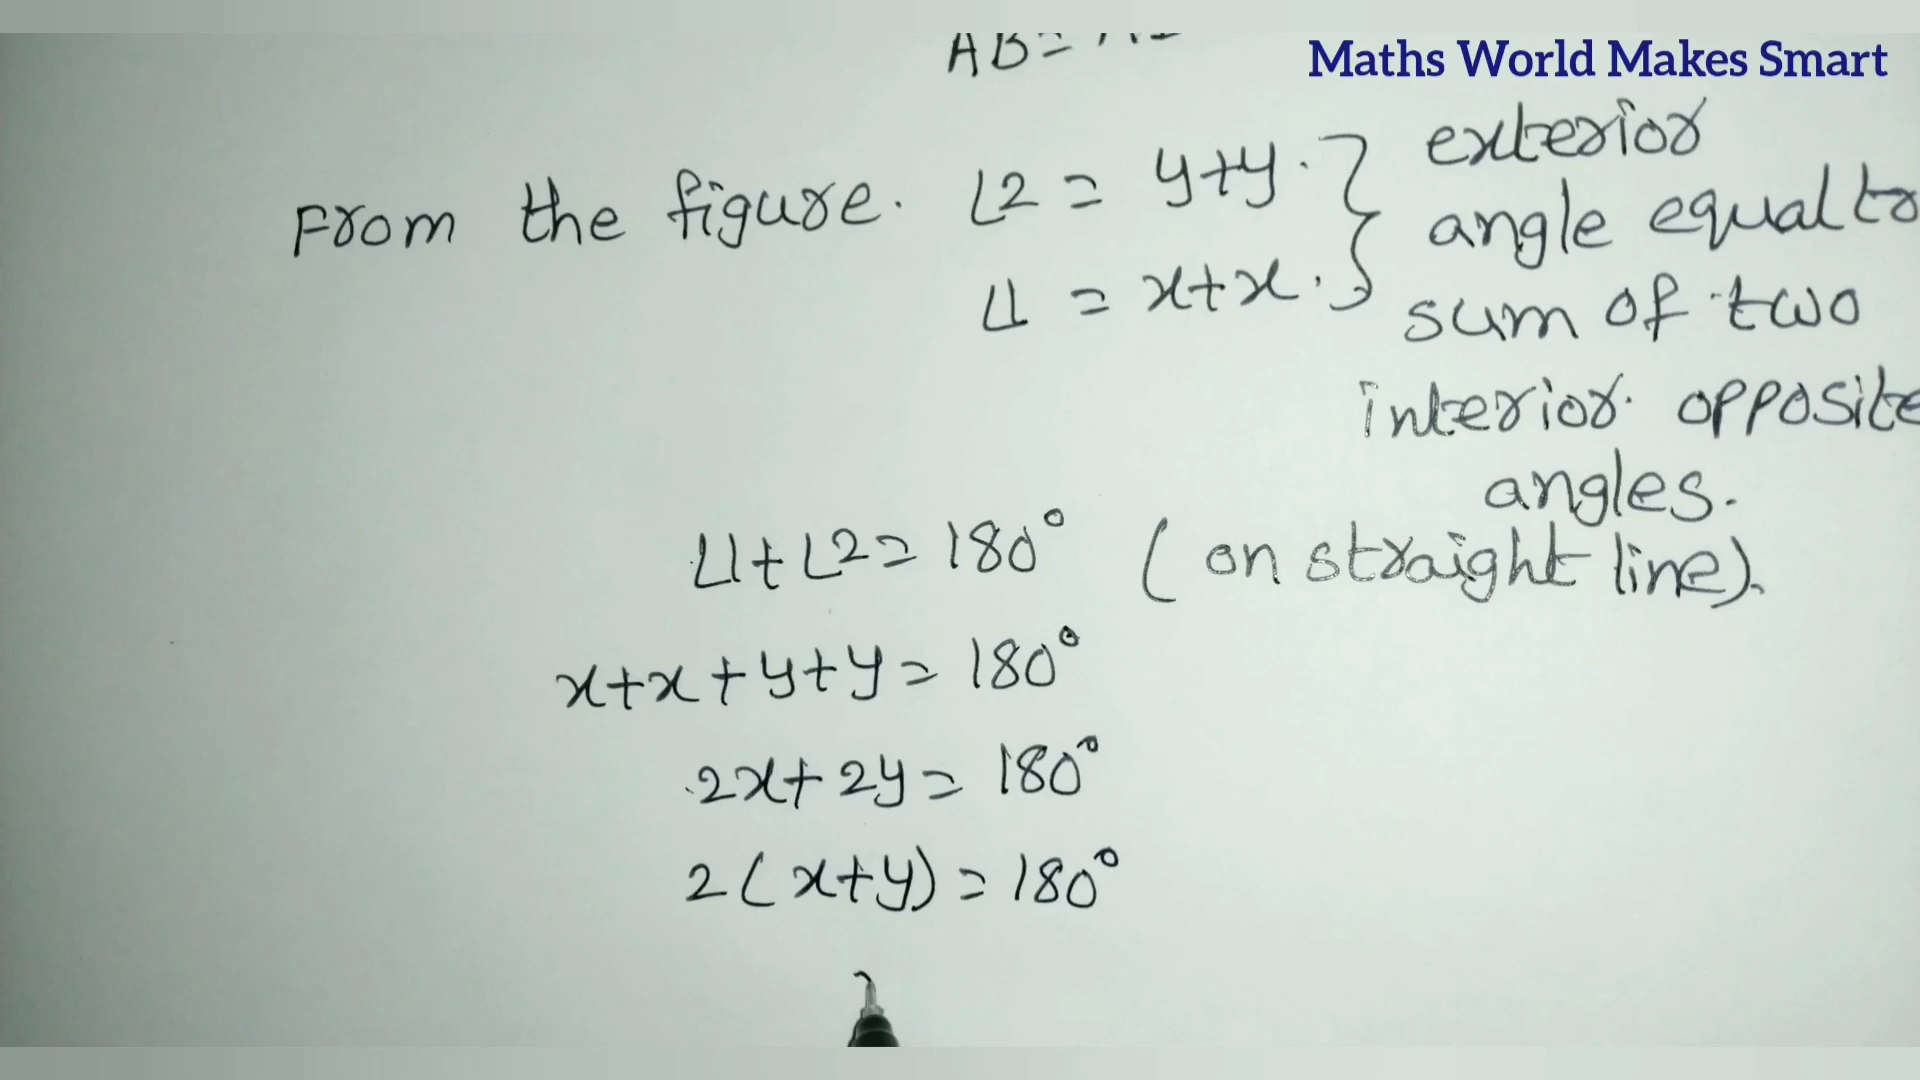 AB =
Maths World Makes Smart
From the figure. ∠2 = y+y. } exterior
angle equal to
∠1 = x+x. sum of two
interior opposite
angles.
∠1+∠2 = 180° (on straight line).
x+x+y+y = 180°
2x+2y = 180°
2(x+y) = 180°